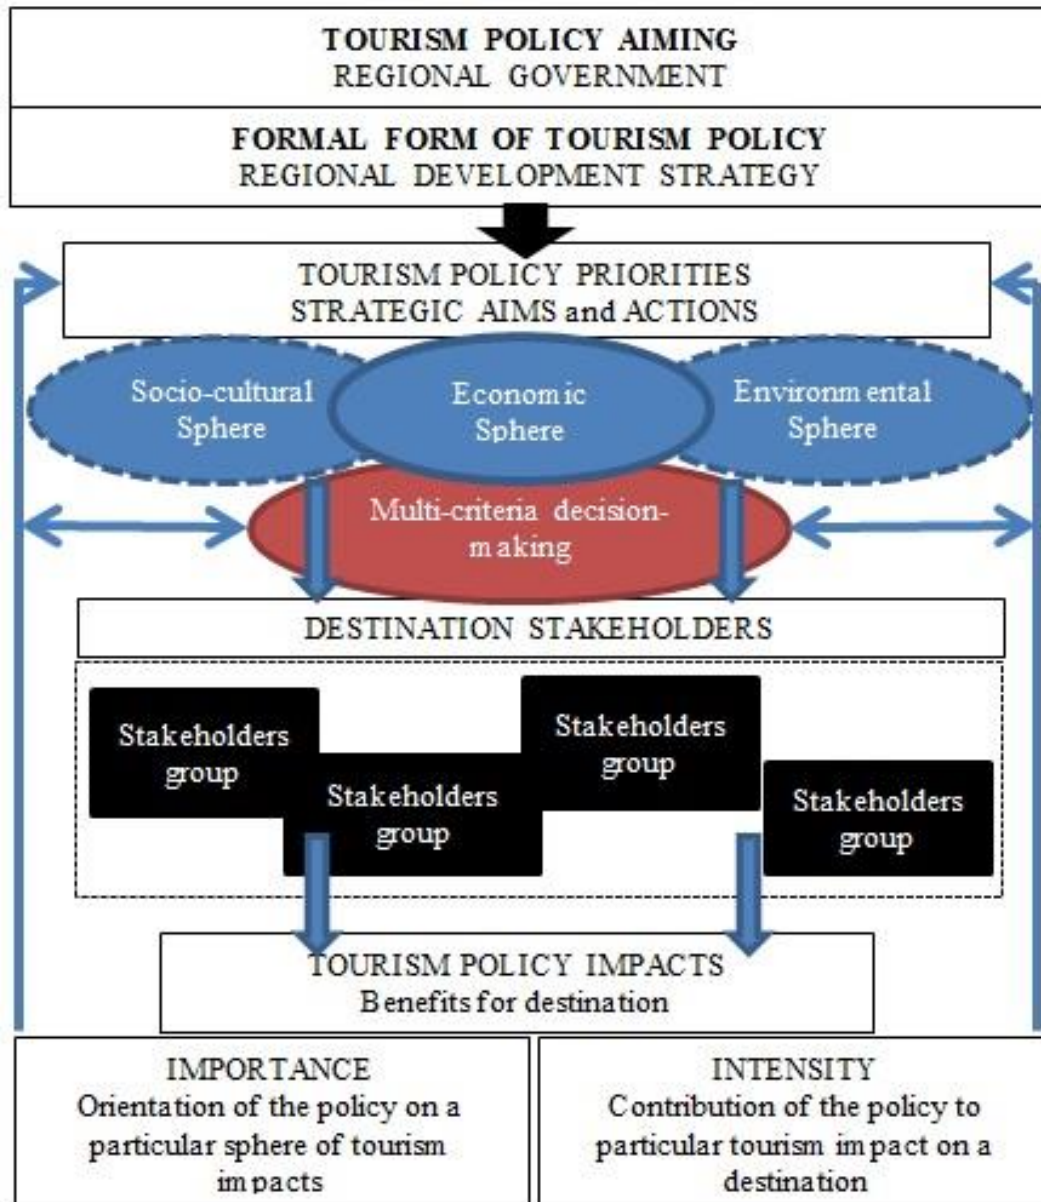 TOURISM POLICY AIMING
REGIONAL GOVERNMENT
FORMAL FORM OF TOURISM POLICY
REGIONAL DEVELOPMENT STRATEGY
TOURISM POLICY PRIORITIES
STRATEGIC AIMS and ACTIONS
Socio-cultural
Sphere
Economic
Sphere
Environmental
Sphere
Multi-criteria decision-
making
DESTINATION STAKEHOLDERS
Stakeholders
group
Stakeholders
group
Stakeholders
group
Stakeholders
group
TOURISM POLICY IMPACTS
Benefits for destination
IMPORTANCE
Orientation of the policy on a
particular sphere of tourism
impacts
INTENSITY
Contribution of the policy to
particular tourism impact on a
destination